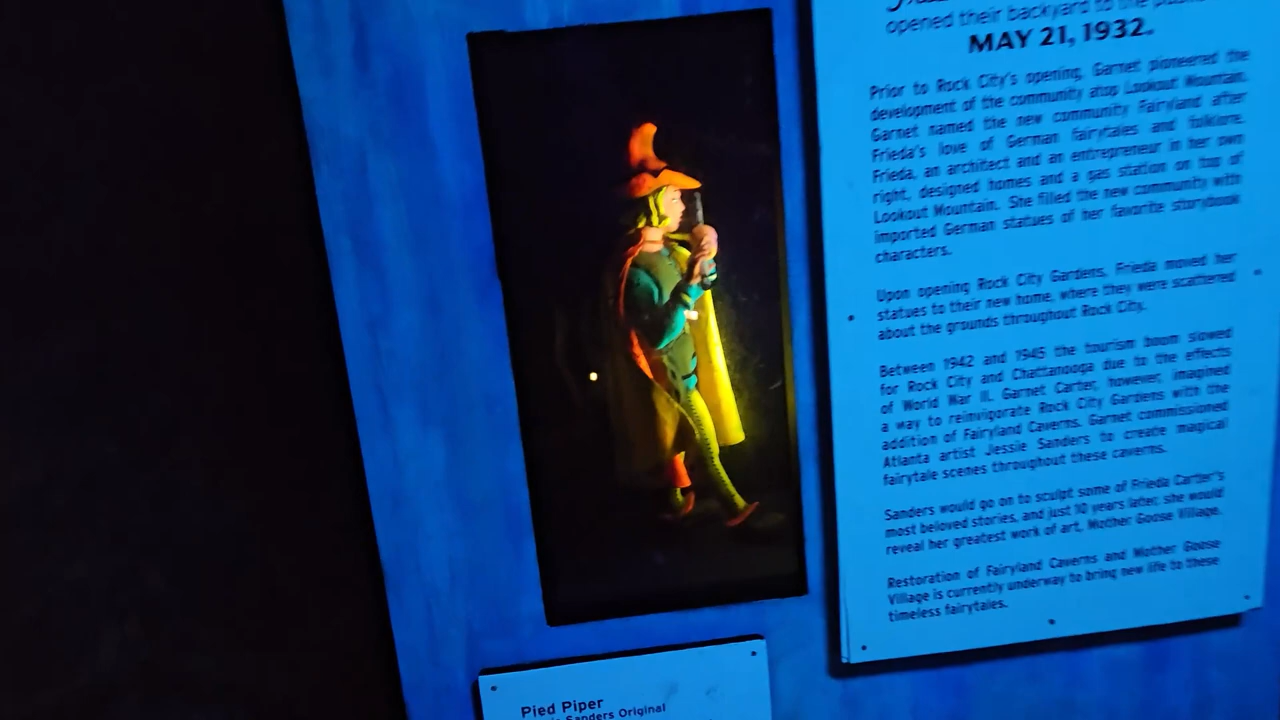 opened their backyard to the public
MAY 21, 1932.
Prior to Rock City's opening, Garnet pioneered the
development of the community atop Lookout Mountain.
Garnet named the new community Fairyland after
Frieda's love of German fairytales and folklore.
Frieda, an architect and an entrepreneur in her own
right, designed homes and a gas station on top of
Lookout Mountain. She filled the new community with
imported German statues of her favorite storybook
characters.
Upon opening Rock City Gardens, Frieda moved her
statues to their new home, where they were scattered
about the grounds throughout Rock City.
Between 1942 and 1945 the tourism boom slowed
for Rock City and Chattanooga due to the effects
of World War II. Garnet Carter, however, imagined
a way to reinvigorate Rock City Gardens with the
addition of Fairyland Caverns. Garnet commissioned
Atlanta artist Jessie Sanders to create magical
fairytale scenes throughout these caverns.
Sanders would go on to sculpt some of Frieda Carter's
most beloved stories, and just 10 years later, she would
reveal her greatest work of art, Mother Goose Village.
Restoration of Fairyland Caverns and Mother Goose
Village is currently underway to bring new life to these
timeless fairytales.
Pied Piper
Sanders Original